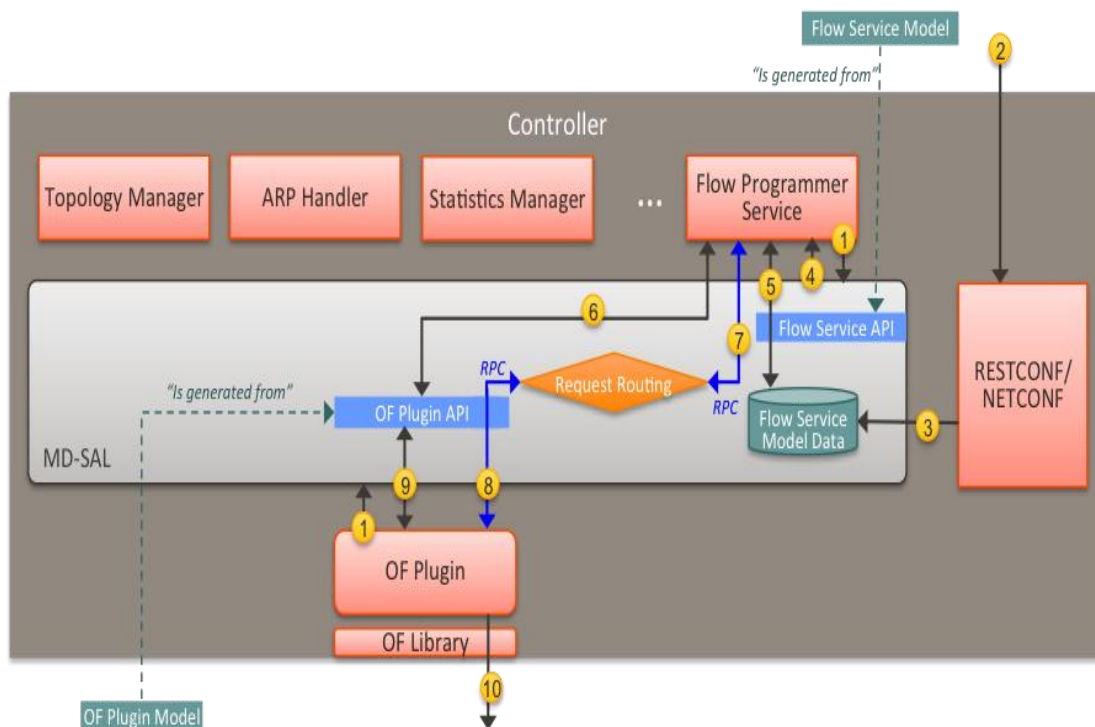 Flow Service Model
2
“Is generated from”
Controller
Topology Manager
ARP Handler
Statistics Manager
...
Flow Programmer
Service
1
4
5
6
Flow Service API
7
RPC
Request Routing
RPC
“Is generated from”
OF Plugin API
Flow Service
Model Data
3
RESTCONF/
NETCONF
MD-SAL
9
8
1
OF Plugin
OF Library
10
OF Plugin Model